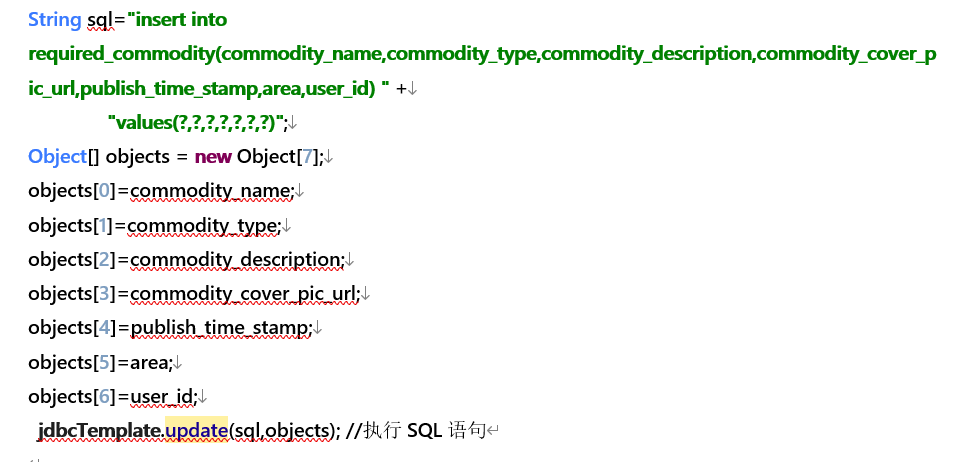 String sql="insert into
required_commodity(commodity_name,commodity_type,commodity_description,commodity_cover_p
ic_url,publish_time_stamp,area,user_id) " +↓
"values(?,?,?,?,?,?,?)";↓
Object[] objects = new Object[7];↓
objects[0]=commodity_name;↓
objects[1]=commodity_type;↓
objects[2]=commodity_description;↓
objects[3]=commodity_cover_pic_url;↓
objects[4]=publish_time_stamp;↓
objects[5]=area;↓
objects[6]=user_id;↓
jdbcTemplate.update(sql,objects); //执行 SQL 语句↵